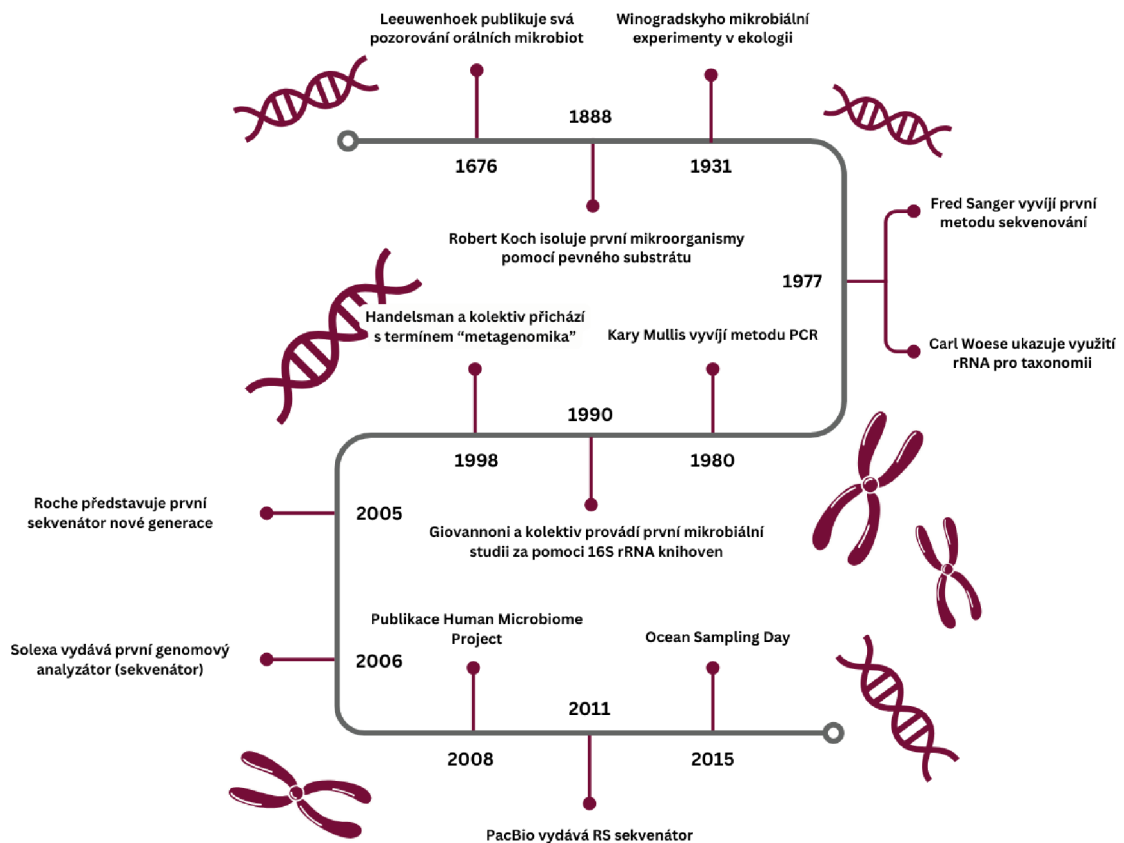 Leeuwenhoek publikuje svá
pozorování orálních mikrobiot
Winogradskyho mikrobiální
experimenty v ekologii
1888
1676
1931
Robert Koch isoluje první mikroorganismy
pomocí pevného substrátu
Fred Sanger vyvíjí první
metodu sekvenování
1977
Carl Woese ukazuje využití
rRNA pro taxonomii
Handelsman a kolektiv přichází
s termínem “metagenomika”
Kary Mullis vyvíjí metodu PCR
1990
1998
1980
Giovannoni a kolektiv provádí první mikrobiální
studii za pomoci 16S rRNA knihoven
Roche představuje první
sekvenátor nové generace
2005
Solexa vydává první genomový
analyzátor (sekvenátor)
2006
Publikace Human Microbiome
Project
Ocean Sampling Day
2011
2008
2015
PacBio vydává RS sekvenátor